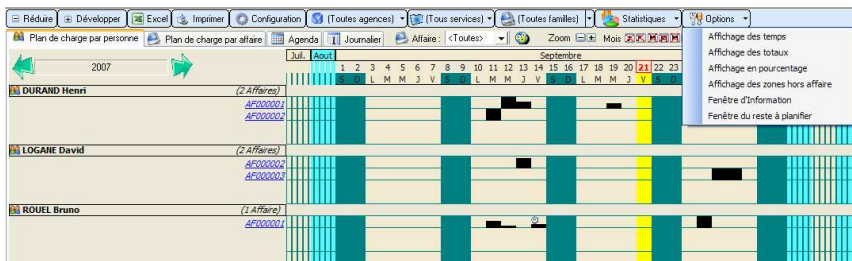 Réduire Développer Excel Imprimer Configuration (Toutes agences) (Tous services) (Toutes familles) Statistiques Options
Plan de charge par personne Plan de charge par affaire Agenda Journalier Affaire : <Toutes> Zoom Mois
Affichage des temps
Affichage des totaux
Affichage en pourcentage
Affichage des zones hors affaire
Fenêtre d'Information
Fenêtre du reste à planifier
2007
Juil. Aout Septembre
1 2 3 4 5 6 7 8 9 10 11 12 13 14 15 16 17 18 19 20 21 22 23
S D L M M J V S D L M M J V S D L M M J V S D
DURAND Henri (2 Affaires)
AF000001
AF000002
LOGANE David (2 Affaires)
AF000002
AF000003
ROUEL Bruno (1 Affaire)
AF000001